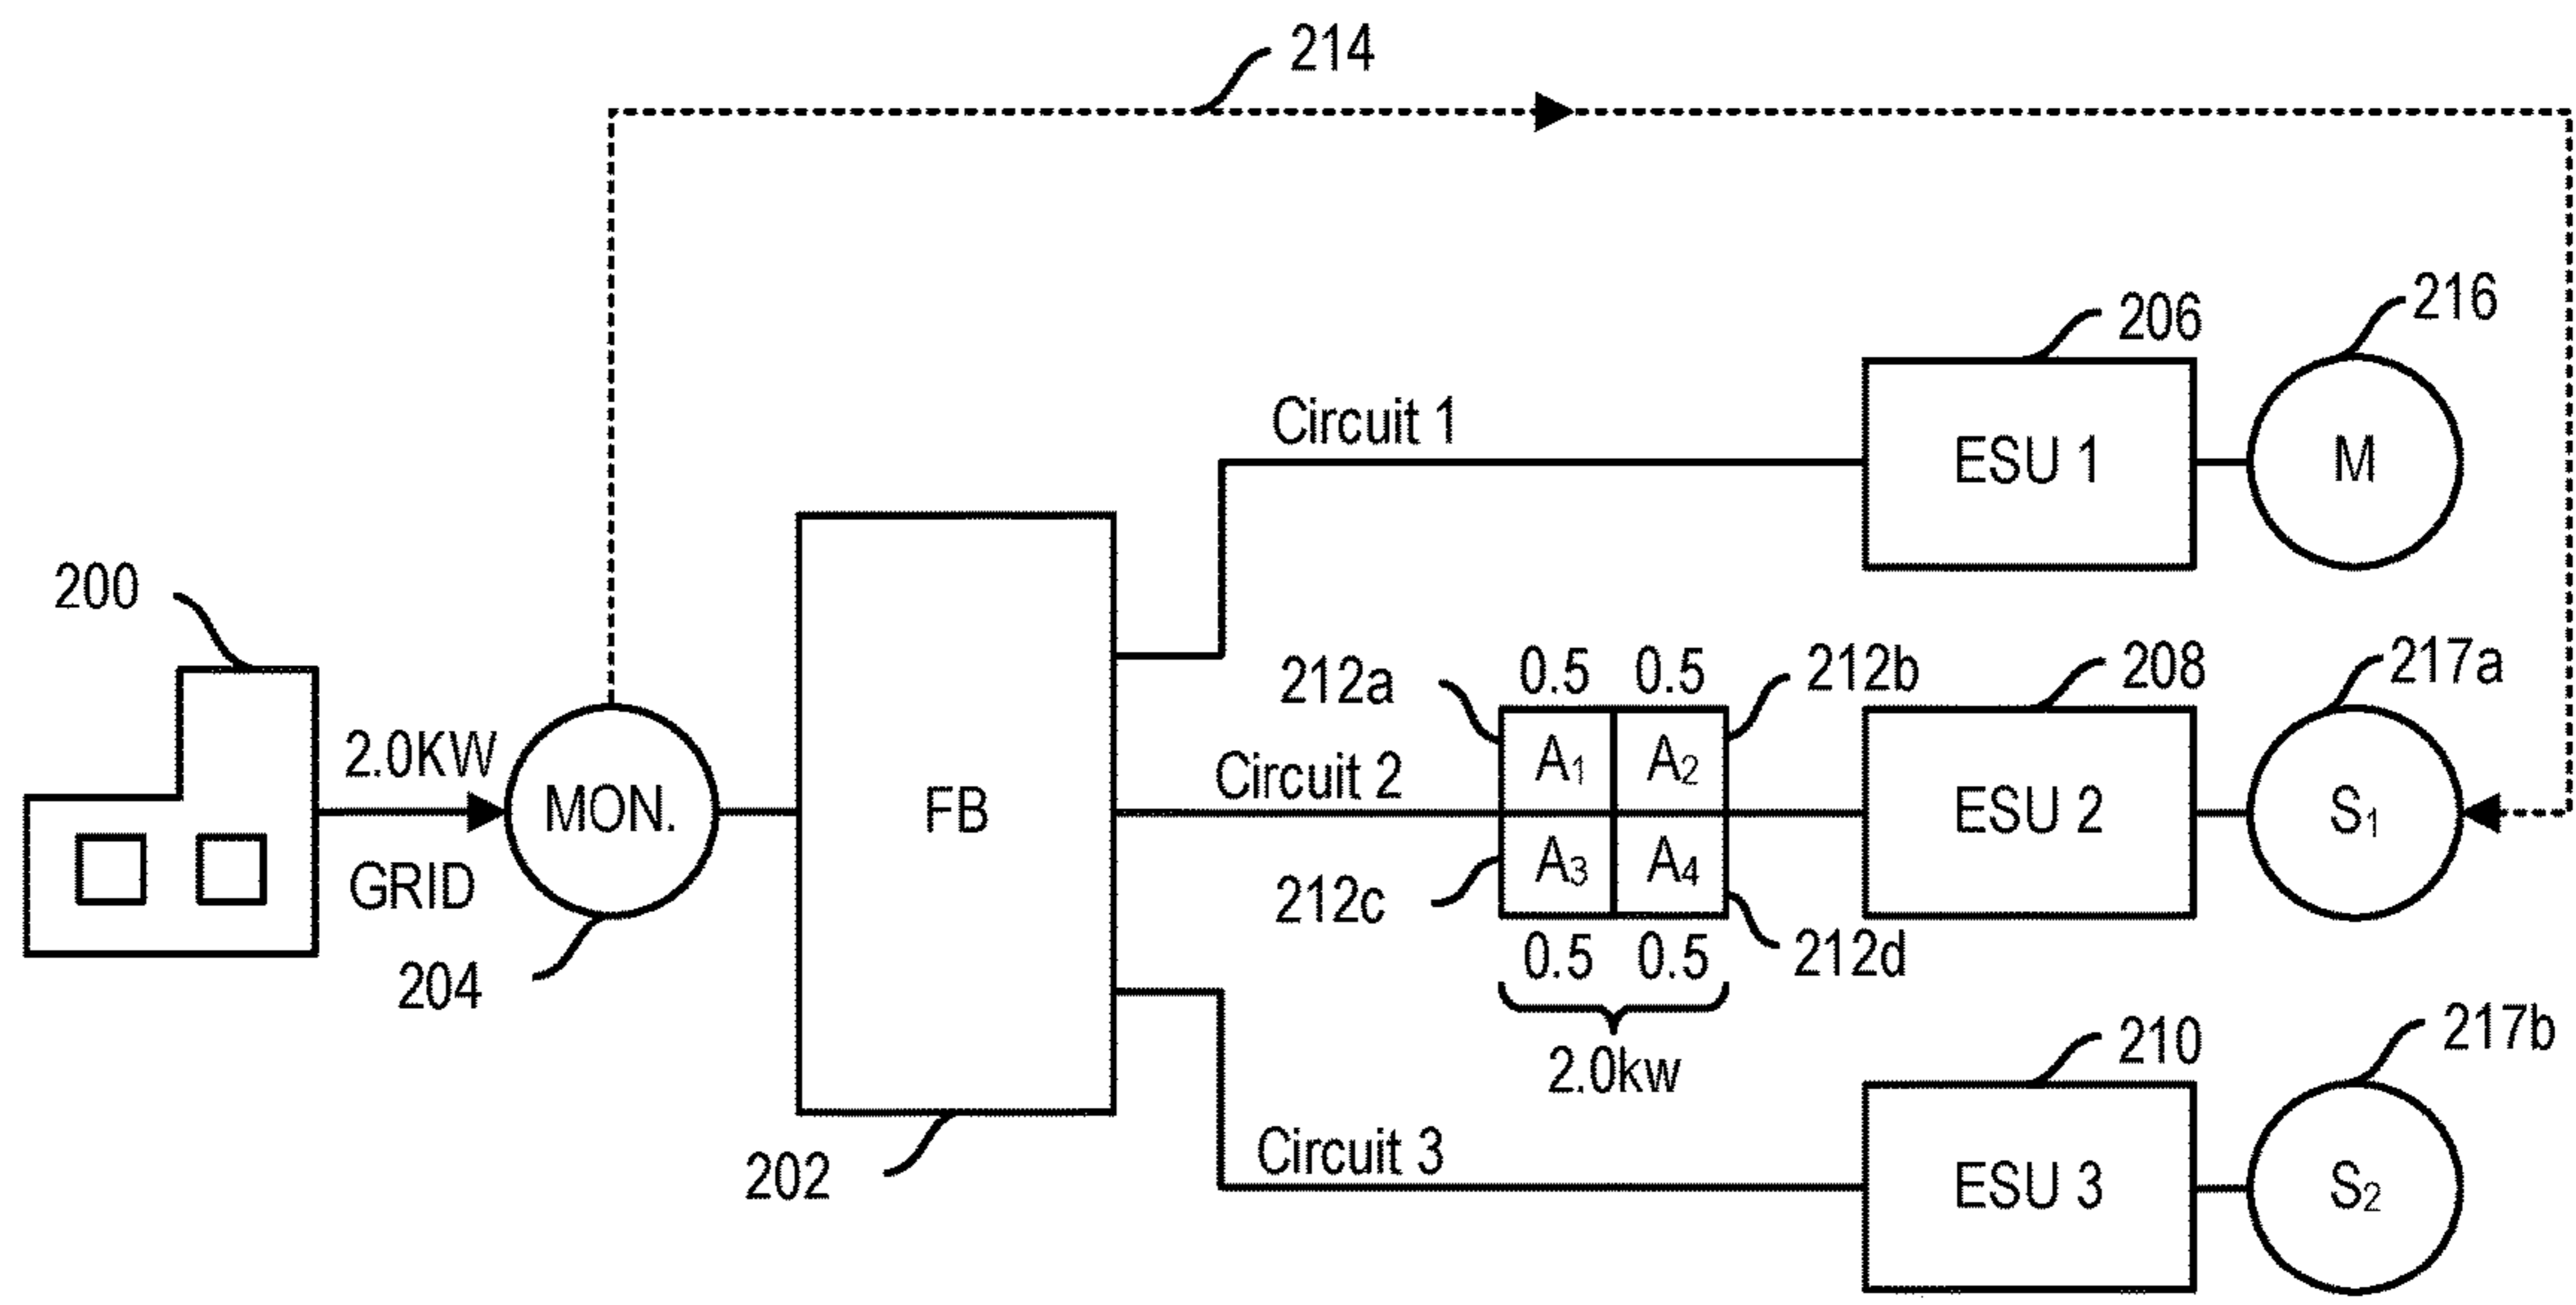 214
206
216
Circuit 1
ESU 1
M
200
2.0KW
GRID
MON.
204
FB
202
212a
0.5
0.5
212b
208
217a
Circuit 2
A1
A2
ESU 2
S1
212c
A3
A4
212d
0.5
0.5
2.0kw
210
217b
Circuit 3
ESU 3
S2